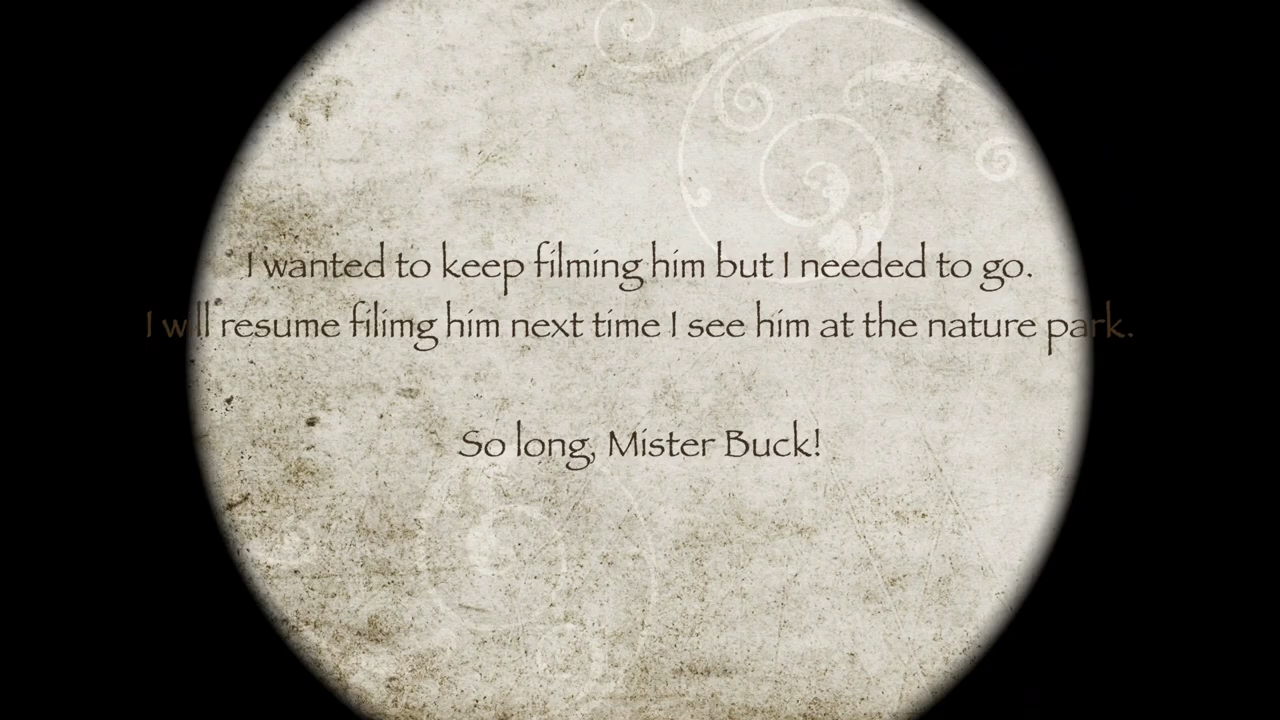 I wanted to keep filming him but I needed to go.
I will resume filimg him next time I see him at the nature park.
So long, Mister Buck!